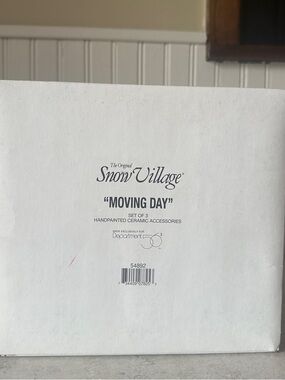 The Original
Snow Village
"MOVING DAY"
SET OF 3
HANDPAINTED CERAMIC ACCESSORIES
Department 56
54892